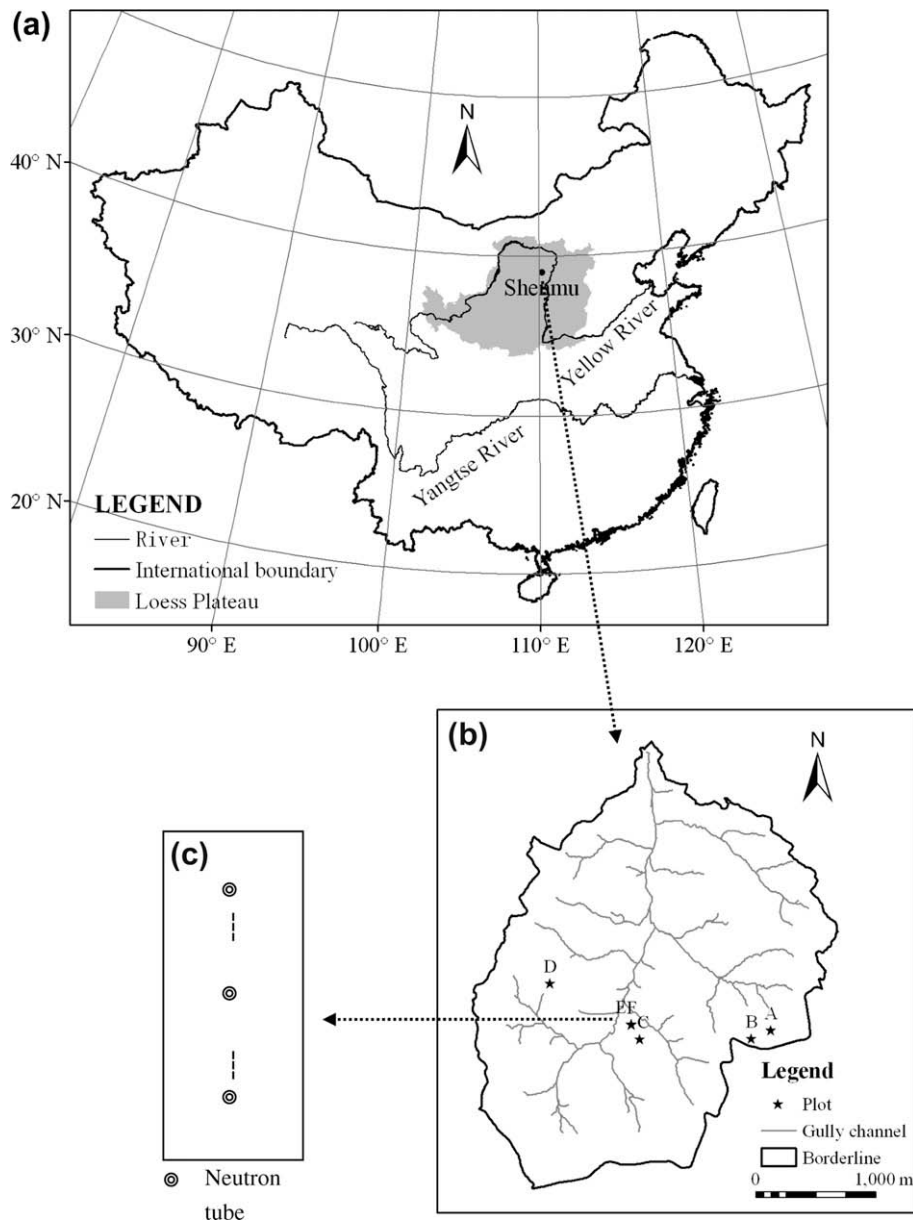 (a)
N
40° N
30° N
20° N
Shenmu
Yellow River
Yangtse River
LEGEND
River
International boundary
Loess Plateau
90° E
100° E
110° E
120° E
(b)
N
D
EF
C
B
A
Legend
Plot
Gully channel
Borderline
0
1,000 m
(c)
Neutron
tube